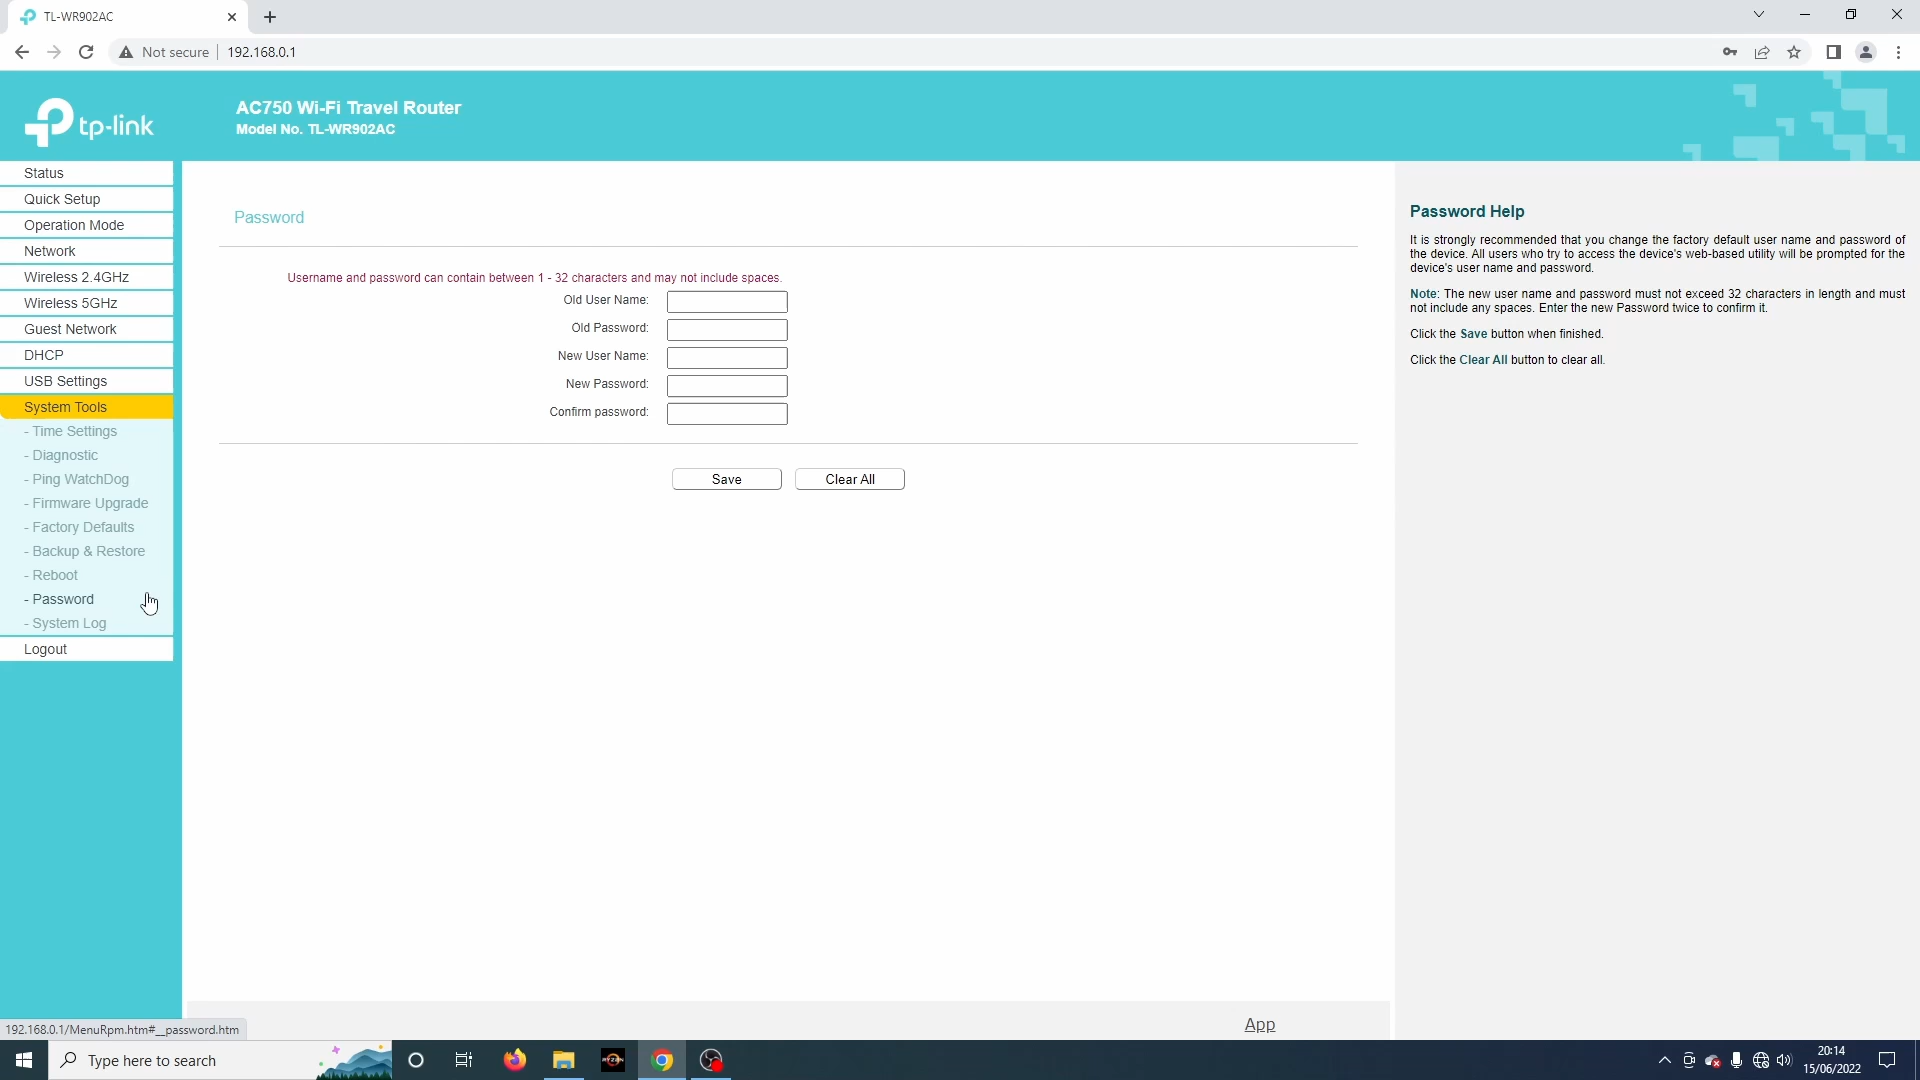 TL-WR902AC
Not secure
192.168.0.1
tp-link
AC750 Wi-Fi Travel Router
Model No. TL-WR902AC
Status
Quick Setup
Operation Mode
Network
Wireless 2.4GHz
Wireless 5GHz
Guest Network
DHCP
USB Settings
System Tools
- Time Settings
- Diagnostic
- Ping WatchDog
- Firmware Upgrade
- Factory Defaults
- Backup & Restore
- Reboot
- Password
- System Log
Logout
Password
Username and password can contain between 1 - 32 characters and may not include spaces.
Old User Name:
Old Password:
New User Name:
New Password:
Confirm password:
Save
Clear All
Password Help
It is strongly recommended that you change the factory default user name and password of
the device. All users who try to access the device's web-based utility will be prompted for the
device's user name and password.
Note: The new user name and password must not exceed 32 characters in length and must
not include any spaces. Enter the new Password twice to confirm it.
Click the Save button when finished.
Click the Clear All button to clear all.
App
192.168.0.1/MenuRpm.htm#__password.htm
Type here to search
RYZEN
20:14
15/06/2022